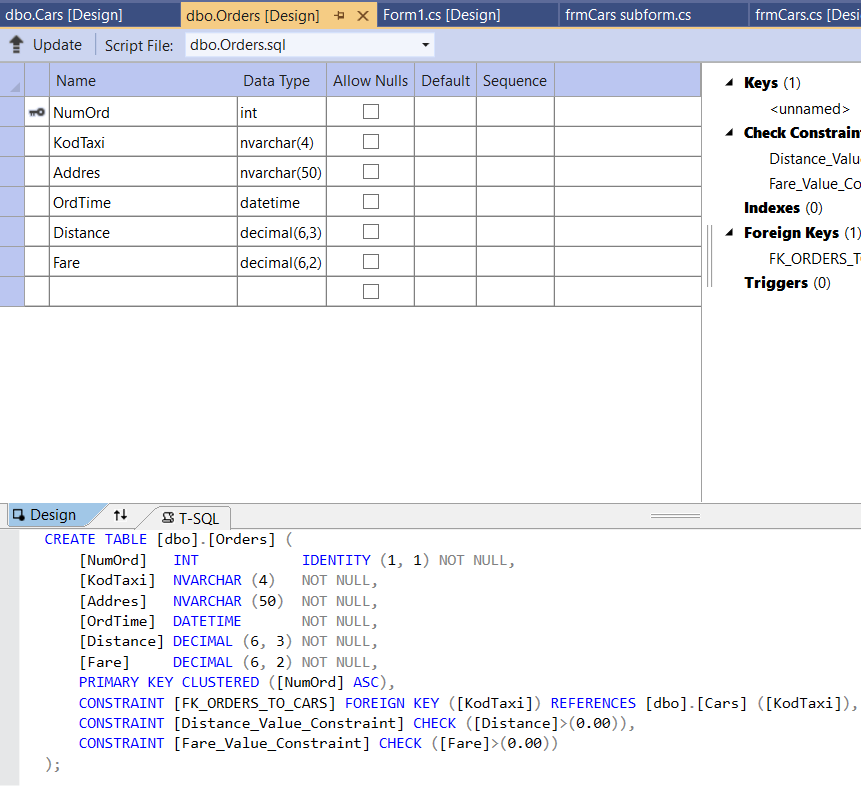 dbo.Cars [Design] dbo.Orders [Design] Form1.cs [Design] frmCars subform.cs frmCars.cs [Desi
Update Script File: dbo.Orders.sql
Name Data Type Allow Nulls Default Sequence
NumOrd int
KodTaxi nvarchar(4)
Addres nvarchar(50)
OrdTime datetime
Distance decimal(6,3)
Fare decimal(6,2)
Keys (1)
<unnamed>
Check Constrain
Distance_Valu
Fare_Value_Co
Indexes (0)
Foreign Keys (1)
FK_ORDERS_T
Triggers (0)
Design T-SQL
CREATE TABLE [dbo].[Orders] (
[NumOrd] INT IDENTITY (1, 1) NOT NULL,
[KodTaxi] NVARCHAR (4) NOT NULL,
[Addres] NVARCHAR (50) NOT NULL,
[OrdTime] DATETIME NOT NULL,
[Distance] DECIMAL (6, 3) NOT NULL,
[Fare] DECIMAL (6, 2) NOT NULL,
PRIMARY KEY CLUSTERED ([NumOrd] ASC),
CONSTRAINT [FK_ORDERS_TO_CARS] FOREIGN KEY ([KodTaxi]) REFERENCES [dbo].[Cars] ([KodTaxi]),
CONSTRAINT [Distance_Value_Constraint] CHECK ([Distance]>(0.00)),
CONSTRAINT [Fare_Value_Constraint] CHECK ([Fare]>(0.00))
);